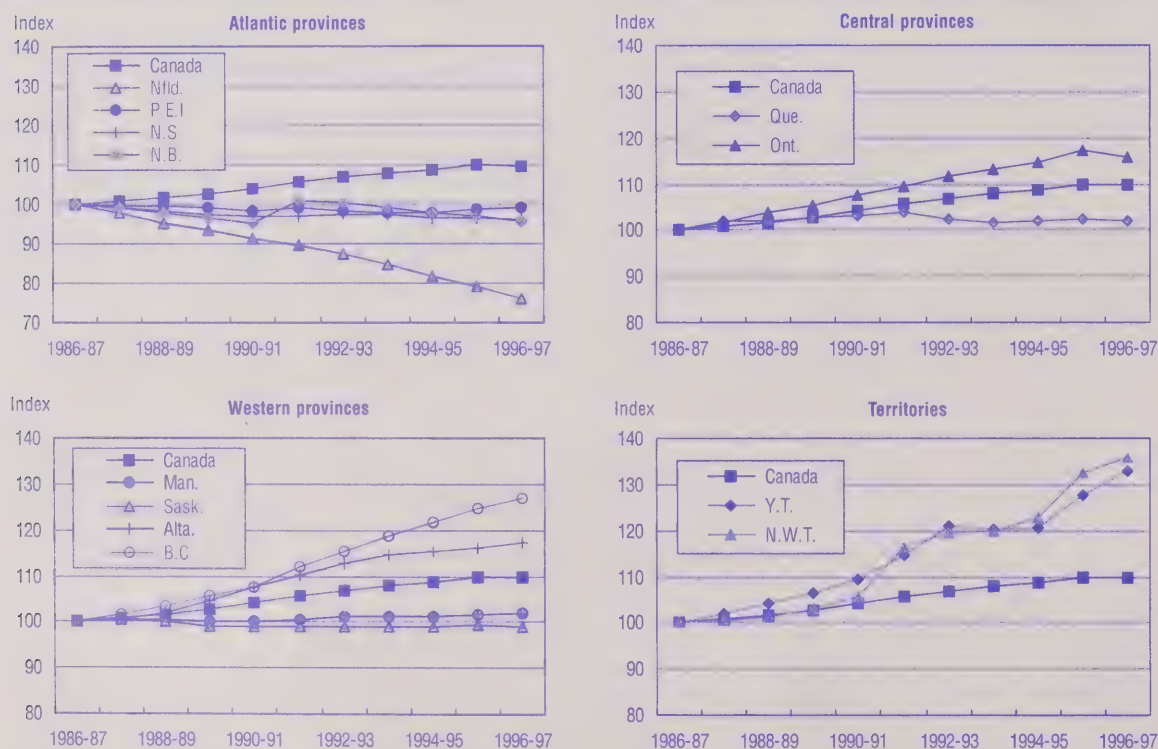 Index
Atlantic provinces
140
130
120
110
100
90
80
70
Canada
Nfld.
P E.I
N.S
N.B.
1986-87 1988-89 1990-91 1992-93 1994-95 1996-97
Index
Central provinces
140
130
120
110
100
90
80
Canada
Que.
Ont.
1986-87 1988-89 1990-91 1992-93 1994-95 1996-97
Index
Western provinces
140
130
120
110
100
90
80
Canada
Man.
Sask.
Alta.
B.C
1986-87 1988-89 1990-91 1992-93 1994-95 1996-97
Index
Territories
140
130
120
110
100
90
80
Canada
Y.T.
N.W.T.
1986-87 1988-89 1990-91 1992-93 1994-95 1996-97